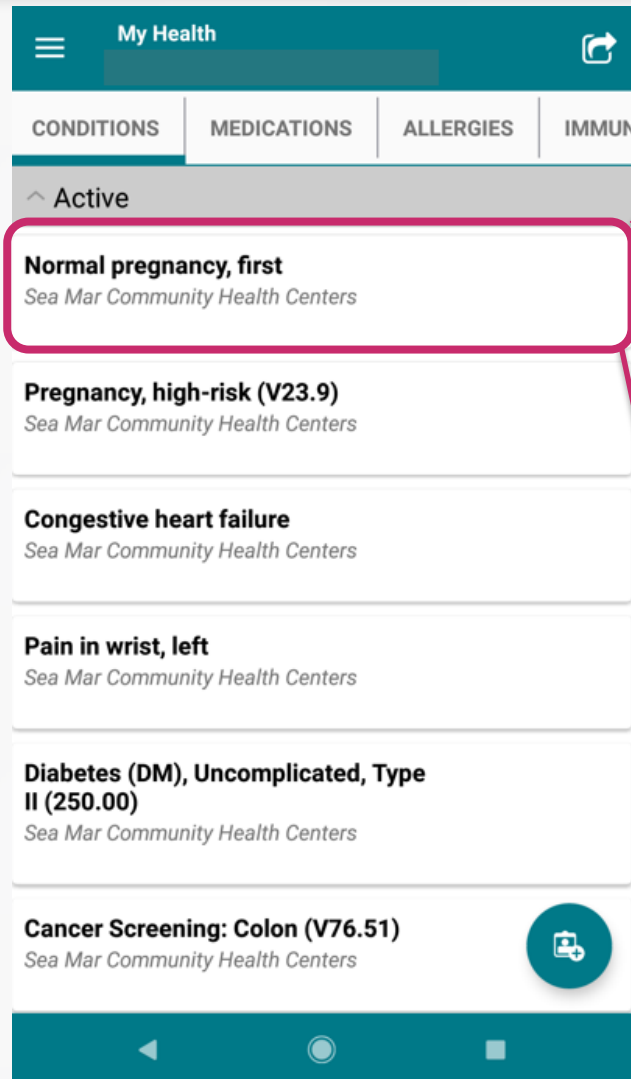 My Health
CONDITIONS MEDICATIONS ALLERGIES IMMUN
Active
Normal pregnancy, first
Sea Mar Community Health Centers
Pregnancy, high-risk (V23.9)
Sea Mar Community Health Centers
Congestive heart failure
Sea Mar Community Health Centers
Pain in wrist, left
Sea Mar Community Health Centers
Diabetes (DM), Uncomplicated, Type
II (250.00)
Sea Mar Community Health Centers
Cancer Screening: Colon (V76.51)
Sea Mar Community Health Centers